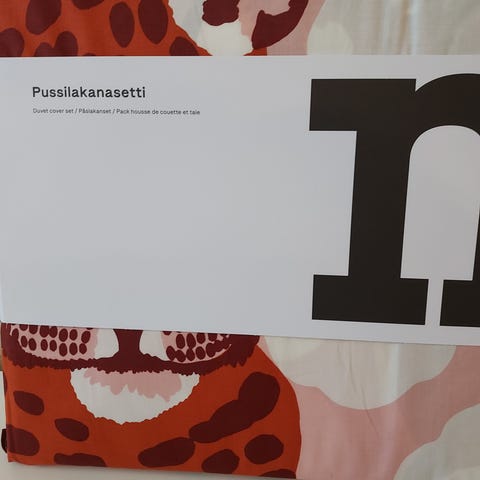 Pussilakanasetti
Duvet cover set / Påslakanset / Pack housse de couette et taie